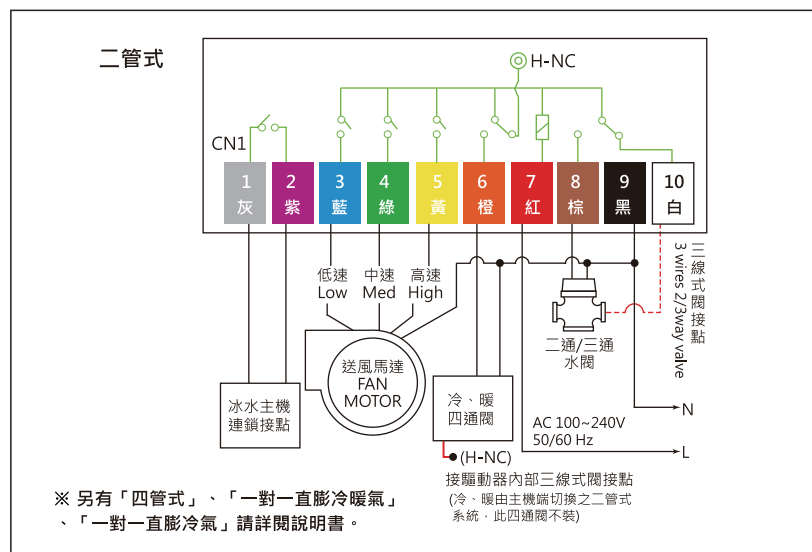 二管式
H-NC
CN1
1 2 3 4 5 6 7 8 9 10
灰 紫 藍 綠 黃 橙 紅 棕 黑 白
低速 中速 高速
Low Med High
三線式閥接點
3 wires 2/3way valve
二通/三通
水閥
送風馬達
FAN
MOTOR
冰水主機
連鎖接點
冷、暖
四通閥
AC 100~240V
50/60 Hz
N
L
(H-NC)
接驅動器內部三線式閥接點
(冷、暖由主機端切換之二管式
系統，此四通閥不裝)
※ 另有「四管式」、「一對一直膨冷暖氣」
、「一對一直膨冷氣」請詳閱說明書。